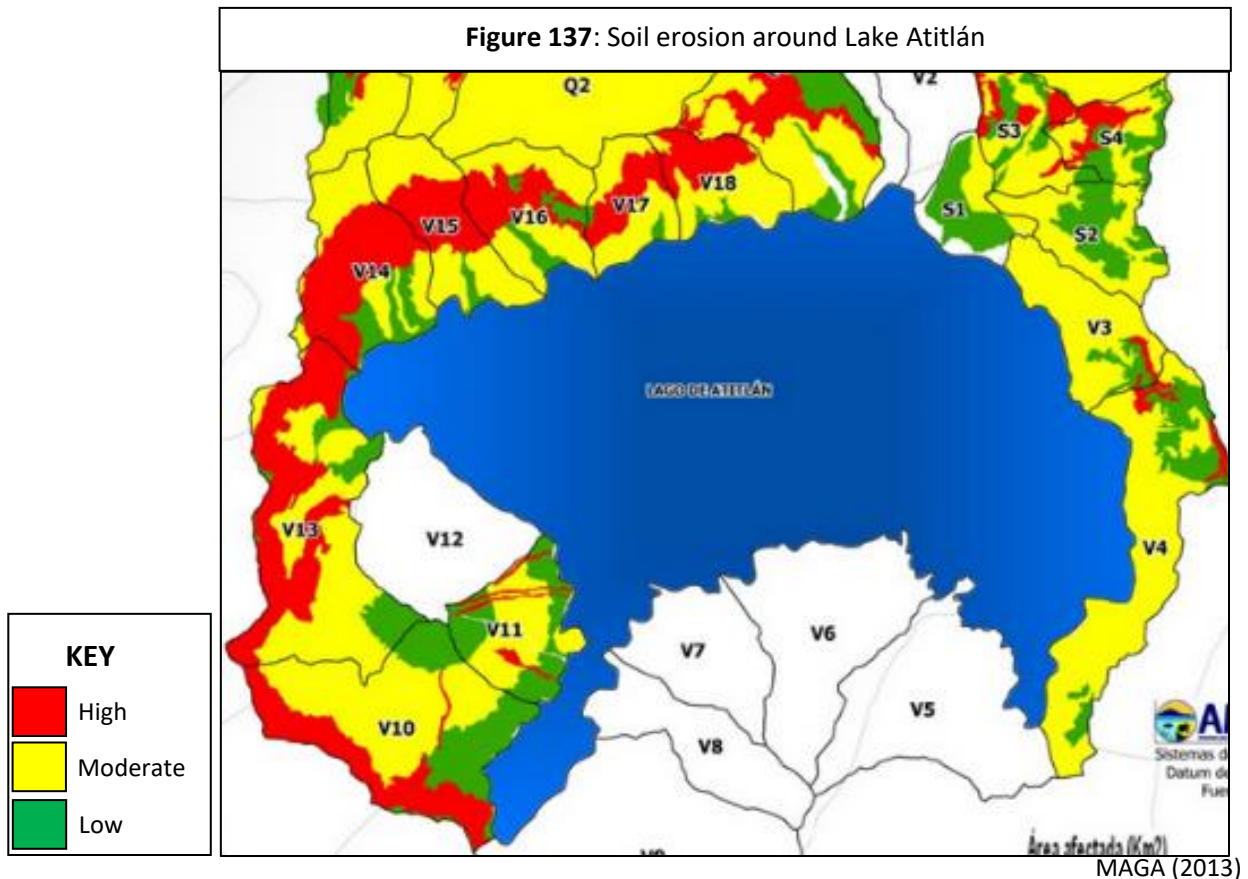 Figure 137: Soil erosion around Lake Atitlán
Q2
V2
S3
S4
V15
V16
V17
V18
S1
S2
V14
V3
LAGO DE ATITLÁN
V13
V12
V4
V11
V7
V6
V10
V8
V5
KEY
High
Moderate
Low
Sistemas d
Datum de
Fue
Área afectada (Km2)
MAGA (2013)